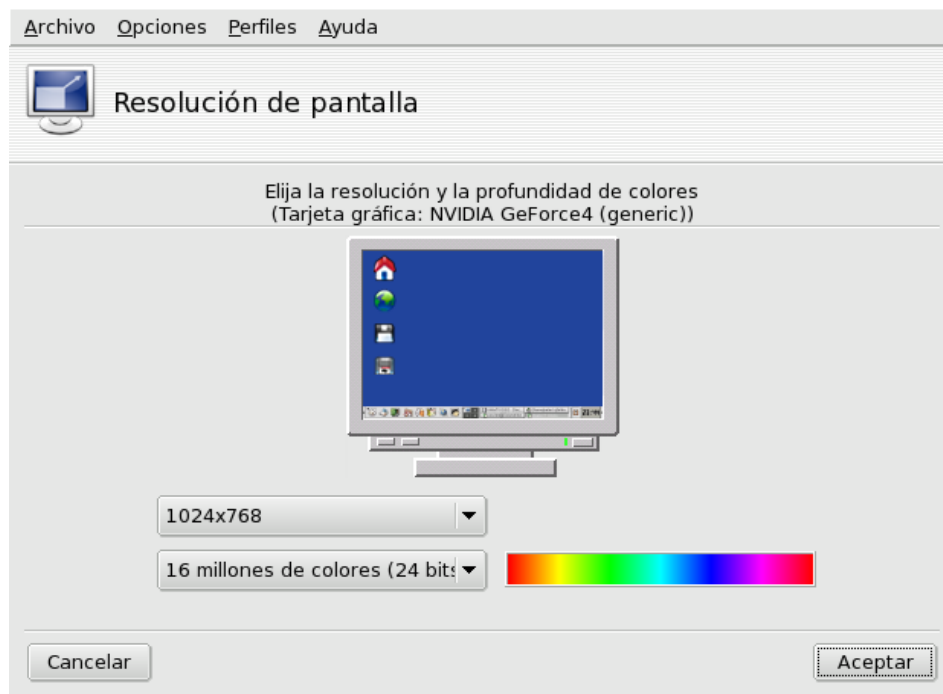 Archivo Opciones Perfiles Ayuda
Resolución de pantalla
Elija la resolución y la profundidad de colores
(Tarjeta gráfica: NVIDIA GeForce4 (generic))
1024x768
16 millones de colores (24 bits
Cancelar
Aceptar